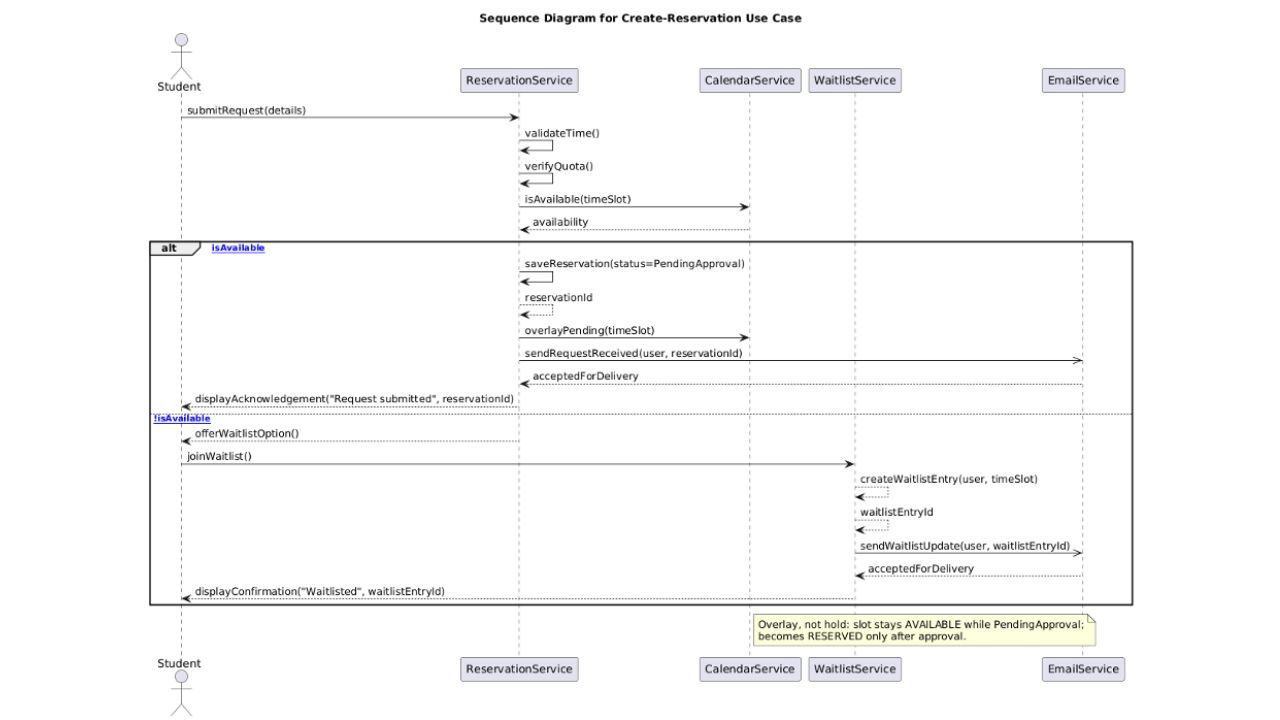 Sequence Diagram for Create-Reservation Use Case
Student
ReservationService
CalendarService
WaitlistService
EmailService
submitRequest(details)
validateTime()
verifyQuota()
isAvailable(timeSlot)
availability
alt
isAvailable
saveReservation(status=PendingApproval)
reservationId
overlayPending(timeSlot)
sendRequestReceived(user, reservationId)
acceptedForDelivery
displayAcknowledgement("Request submitted", reservationId)
!isAvailable
offerWaitlistOption()
joinWaitlist()
createWaitlistEntry(user, timeSlot)
waitlistEntryId
sendWaitlistUpdate(user, waitlistEntryId)
acceptedForDelivery
displayConfirmation("Waitlisted", waitlistEntryId)
Overlay, not hold: slot stays AVAILABLE while PendingApproval;
becomes RESERVED only after approval.
Student
ReservationService
CalendarService
WaitlistService
EmailService